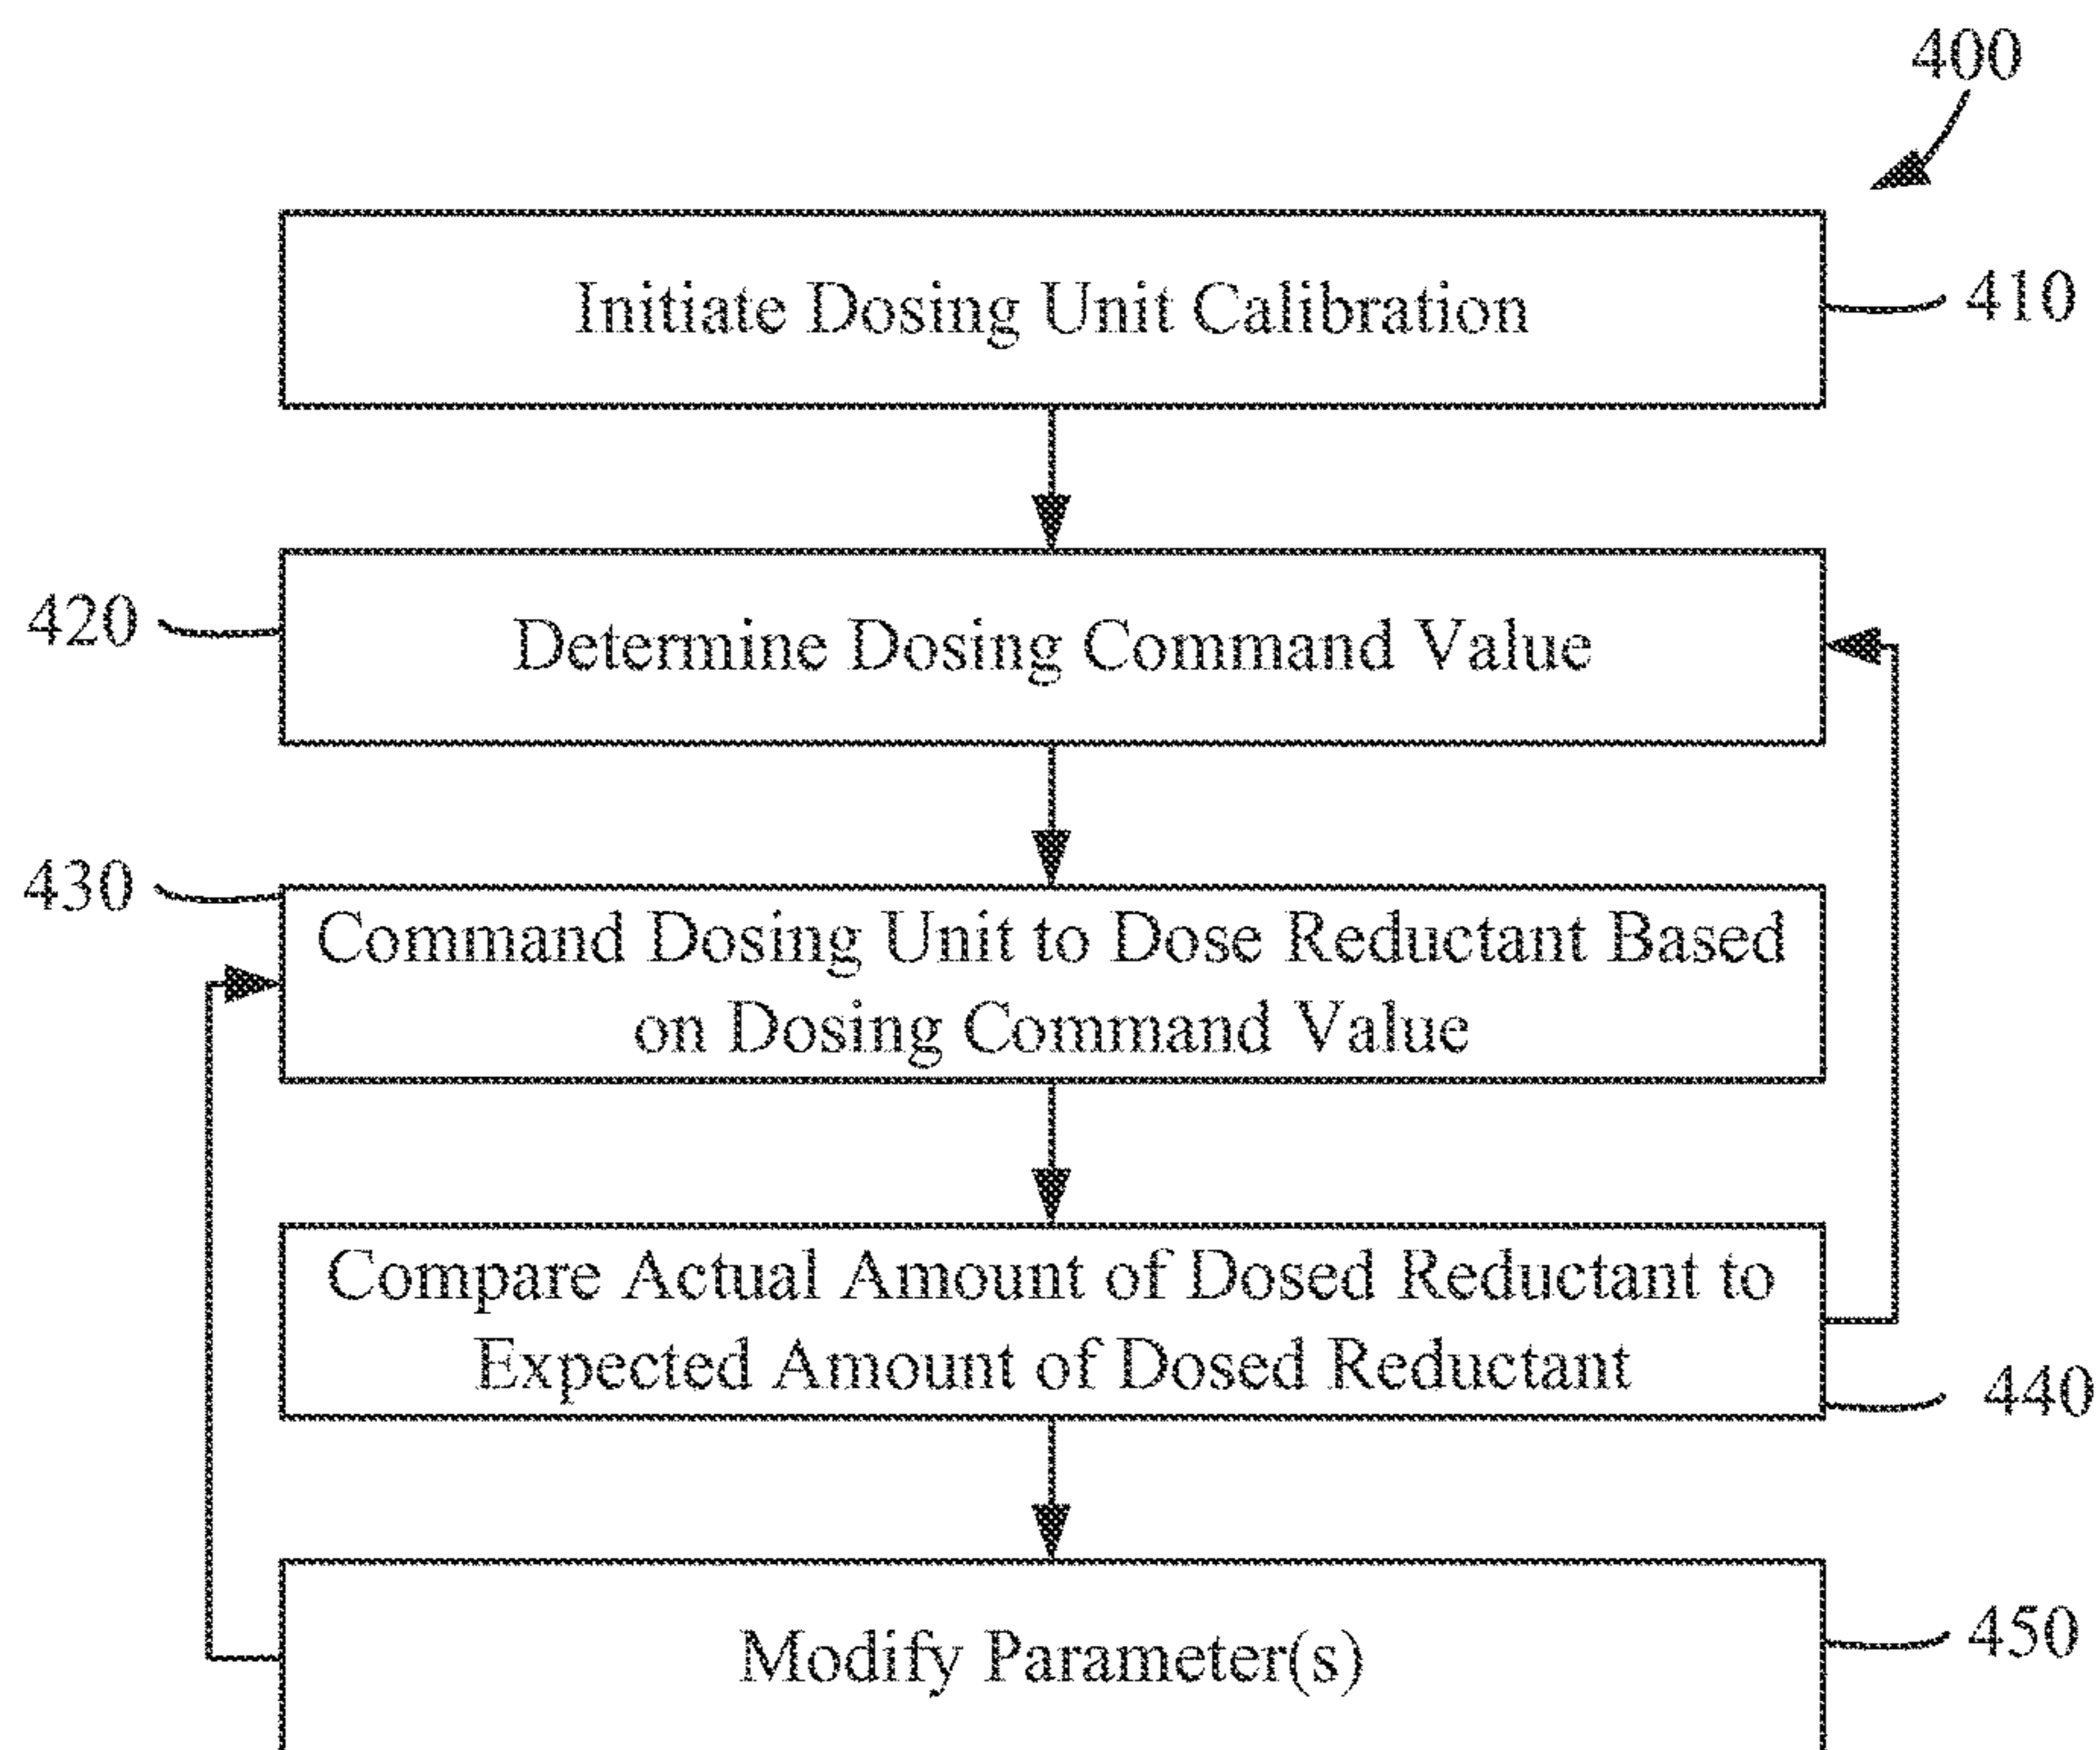 400
Initiate Dosing Unit Calibration
410
420
Determine Dosing Command Value
430
Command Dosing Unit to Dose Reductant Based
on Dosing Command Value
Compare Actual Amount of Dosed Reductant to
Expected Amount of Dosed Reductant
440
Modify Parameter(s)
450